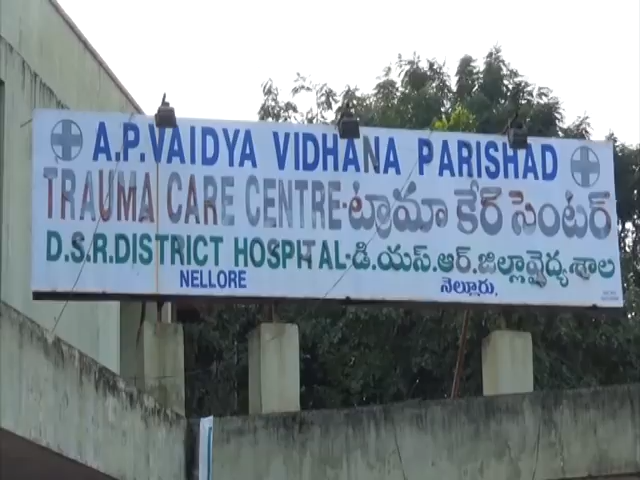 A.P.VAIDYA VIDHANA PARISHAD
TRAUMA CARE CENTRE-ట్రామా కేర్ సెంటర్
D.S.R.DISTRICT HOSPITAL-డి.యస్.ఆర్.జిల్లావైద్యశాల
NELLORE నెల్లూరు,